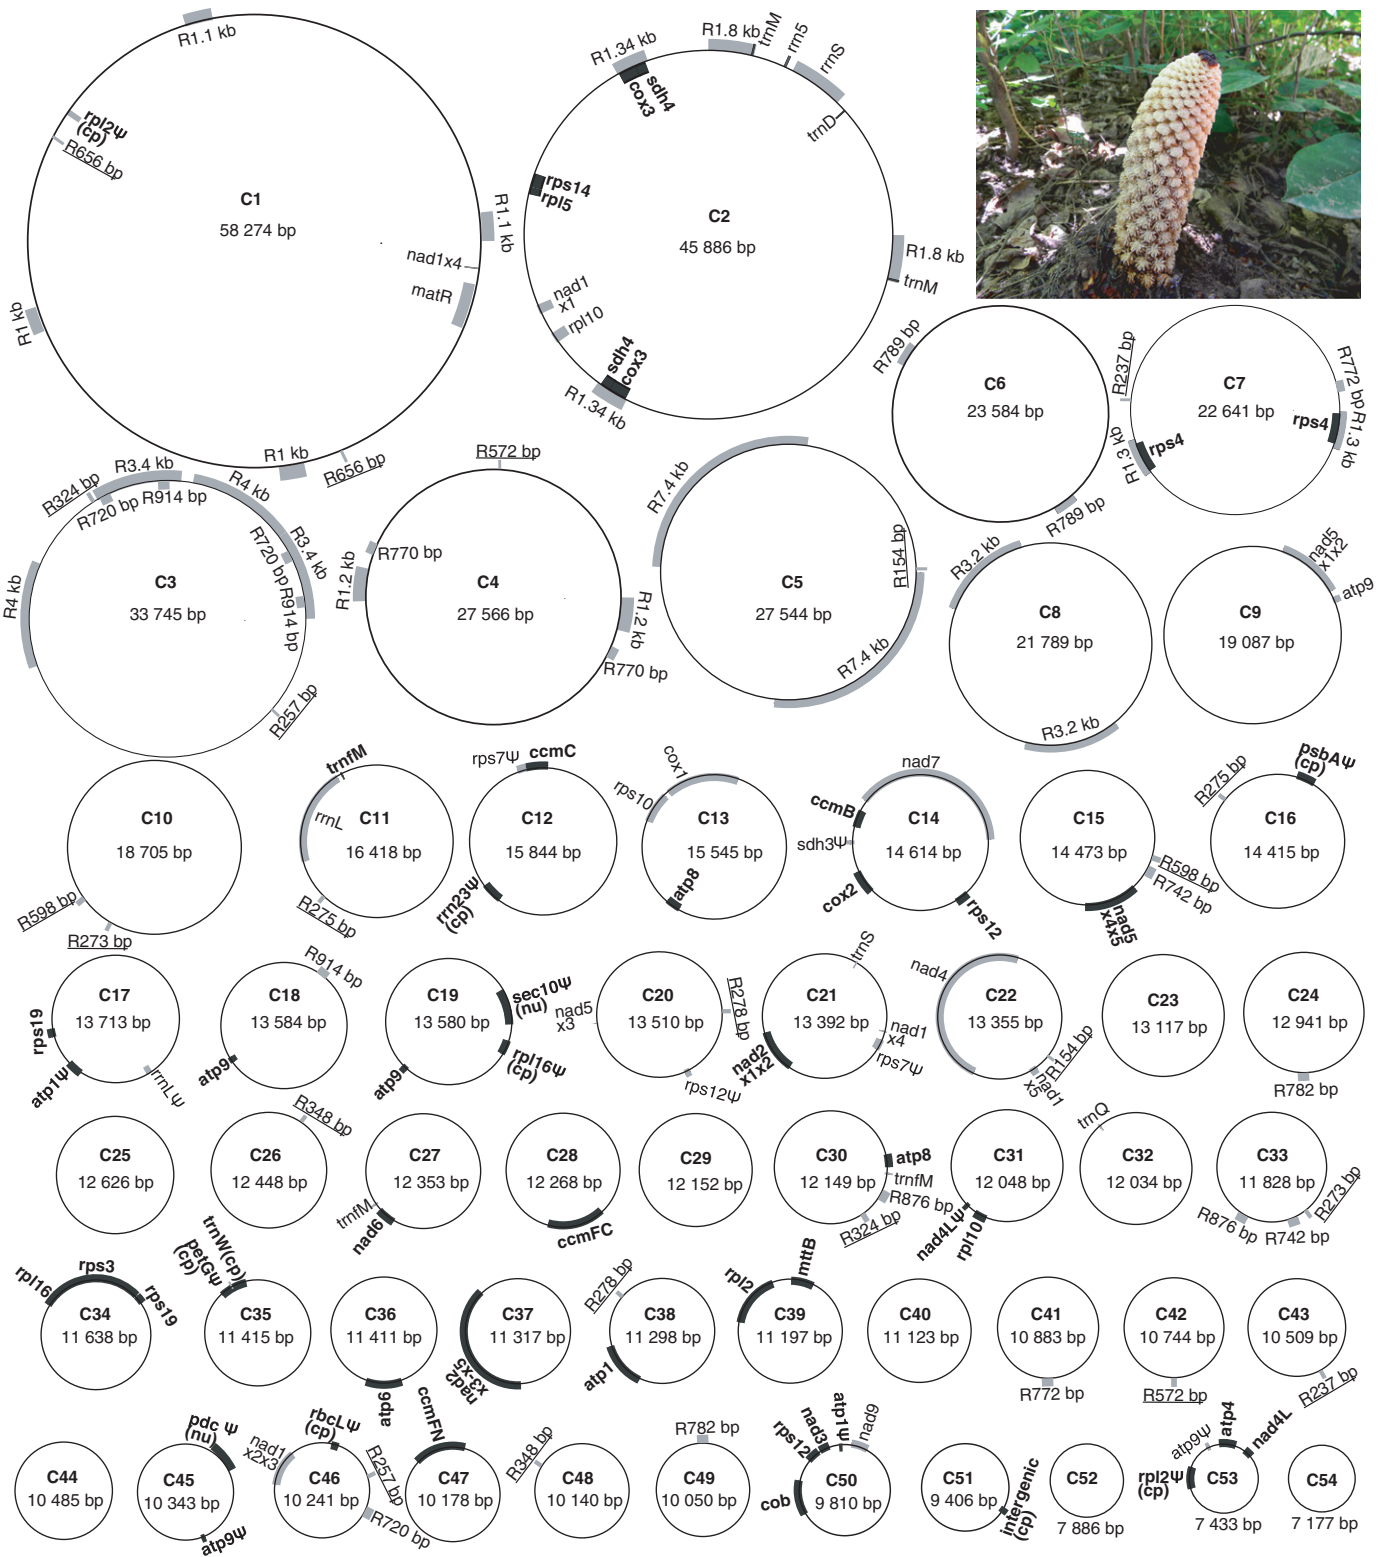 R1.1 kb
rpl2Ψ
(cp)
R656 bp
C1
58 274 bp
R1.1 kb
nad1x4
matR
R1 kb
R1 kb
R656 bp
R1.34 kb
R1.8 kb
trnM
rrn5
rrnS
sdh4
cox3
trnD
rps14
rpl5
C2
45 886 bp
R1.8 kb
trnM
nad1
x1
rpl10
sdh4
cox3
R1.34 kb
R324 bp
R3.4 kb
R720 bp
R914 bp
R4 kb
R3.4 kb
R720 bp
R914 bp
C3
33 745 bp
R4 kb
R257 bp
R572 bp
R770 bp
R1.2 kb
C4
27 566 bp
R1.2 kb
R770 bp
R7.4 kb
R154 bp
C5
27 544 bp
R7.4 kb
R789 bp
C6
23 584 bp
R789 bp
R237 bp
C7
22 641 bp
R772 bp
rps4
R1.3 kb
rps4
R1.3 kb
R3.2 kb
C8
21 789 bp
R3.2 kb
nad5
x1x2
atp9
C9
19 087 bp
C10
18 705 bp
R598 bp
R273 bp
trnfM
rrnL
C11
16 418 bp
R275 bp
rps7Ψ
ccmC
C12
15 844 bp
rrn23Ψ
(cp)
cox1
rps10
C13
15 545 bp
atp8
nad7
ccmB
sdh3Ψ
C14
14 614 bp
cox2
rps12
C15
14 473 bp
R598 bp
R742 bp
nad5
x4x5
psbAΨ
(cp)
R275 bp
C16
14 415 bp
C17
13 713 bp
rps19
atp1Ψ
rrnLΨ
R914 bp
C18
13 584 bp
atp9
C19
13 580 bp
sec10Ψ
(nu)
rpl16Ψ
(cp)
atp9
nad5
x3
C20
13 510 bp
R278 bp
rps12Ψ
trnS
C21
13 392 bp
nad1
x4
rps7Ψ
nad2
x1x2
nad4
C22
13 355 bp
R154 bp
nad1
x5
C23
13 117 bp
C24
12 941 bp
R782 bp
C25
12 626 bp
R348 bp
C26
12 448 bp
C27
12 353 bp
trnfM
nad6
C28
12 268 bp
ccmFC
C29
12 152 bp
C30
12 149 bp
atp8
trnfM
R876 bp
R324 bp
C31
12 048 bp
nad4LΨ
rpl10
trnQ
C32
12 034 bp
C33
11 828 bp
R876 bp
R742 bp
R273 bp
rpl16
rps3
rps19
C34
11 638 bp
trnW(cp)
petGΨ
(cp)
C35
11 415 bp
C36
11 411 bp
atp6
C37
11 317 bp
nad2
x3-x5
R278 bp
C38
11 298 bp
atp1
rpl2
mttB
C39
11 197 bp
C40
11 123 bp
C41
10 883 bp
R772 bp
C42
10 744 bp
R572 bp
C43
10 509 bp
R237 bp
C44
10 485 bp
pdc Ψ
(nu)
C45
10 343 bp
atp9Ψ
rbcLΨ
(cp)
nad1
x2x3
C46
10 241 bp
R257 bp
R720 bp
ccmFN
C47
10 178 bp
R348 bp
C48
10 140 bp
R782 bp
C49
10 050 bp
rps12
nad3
atp1Ψ
nad9
cob
C50
9 810 bp
C51
9 406 bp
intergenic
(cp)
C52
7 886 bp
atp9Ψ
atp4
nad4L
rpl2Ψ
(cp)
C53
7 433 bp
C54
7 177 bp